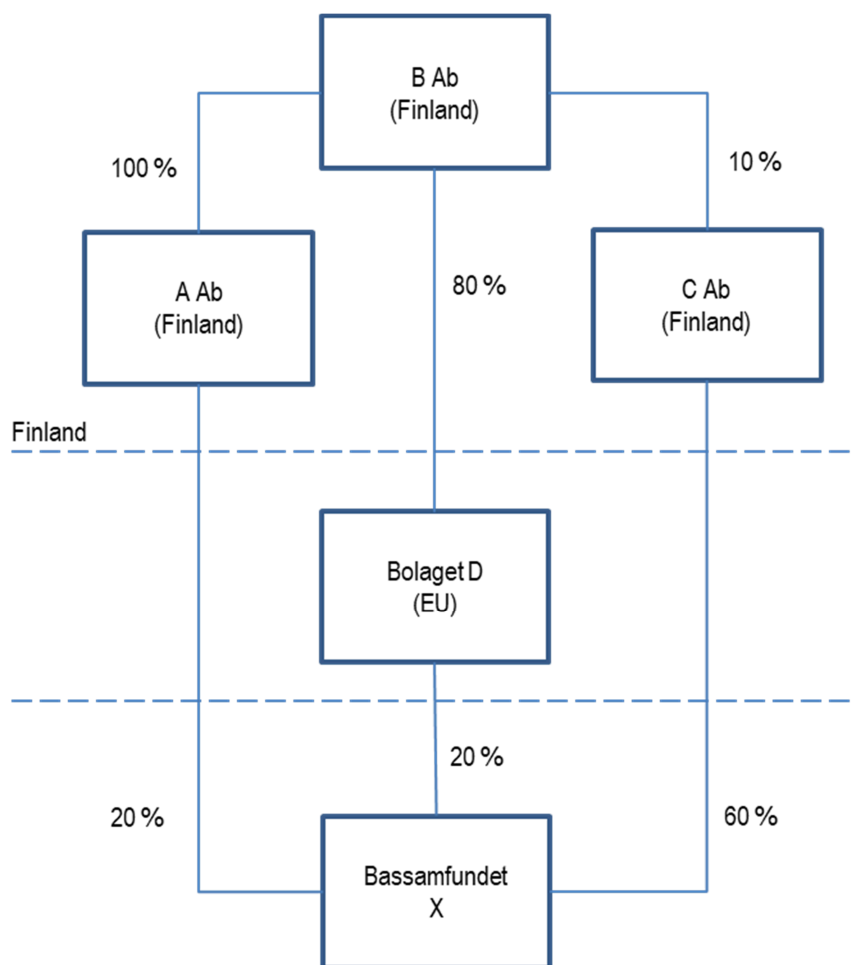 B Ab
(Finland)
100 %
10 %
A Ab
(Finland)
80 %
C Ab
(Finland)
Finland
Bolaget D
(EU)
20 %
20 %
60 %
Bassamfundet
X